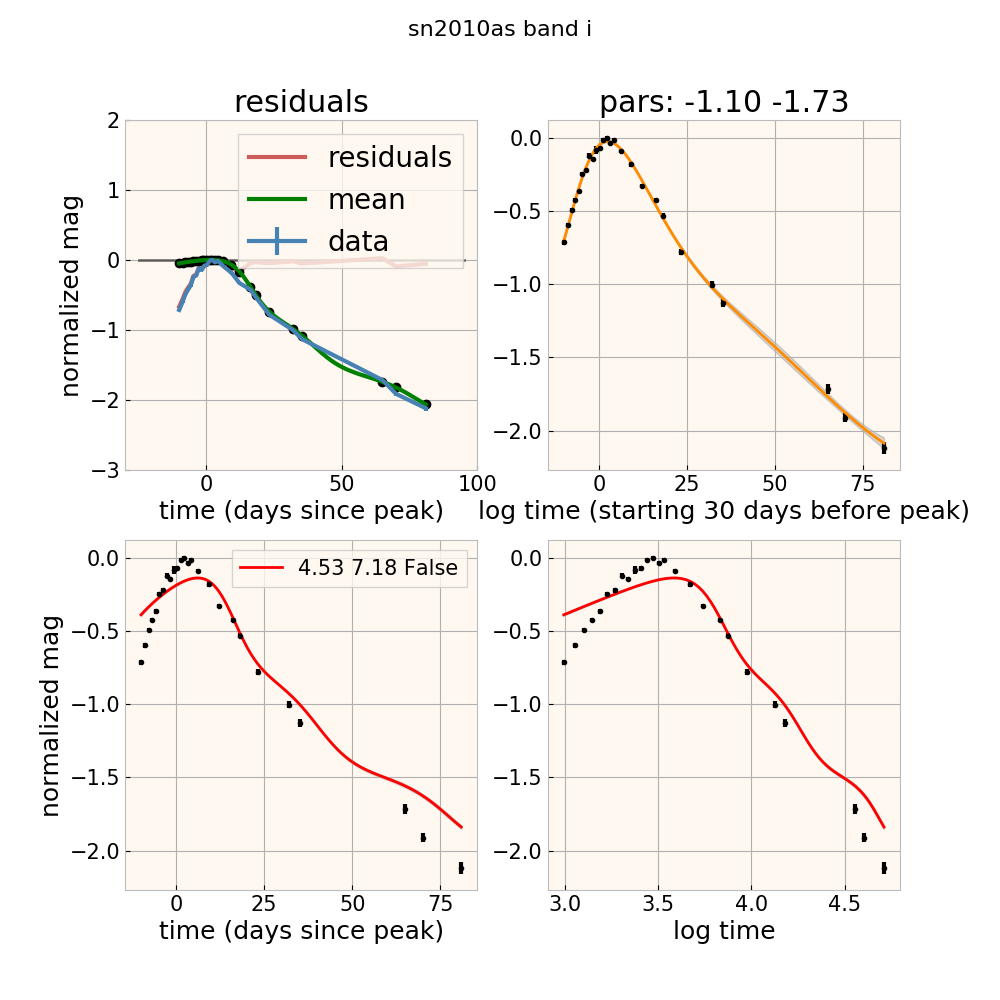 sn2010as band i
residuals
2
1
0
−1
−2
−3
0
50
100
normalized mag
time (days since peak)
residuals
mean
data
pars: -1.10 -1.73
0.0
−0.5
−1.0
−1.5
−2.0
0
25
50
75
log time (starting 30 days before peak)
0.0
−0.5
−1.0
−1.5
−2.0
0
25
50
75
normalized mag
time (days since peak)
4.53 7.18 False
0.0
−0.5
−1.0
−1.5
−2.0
3.0
3.5
4.0
4.5
log time